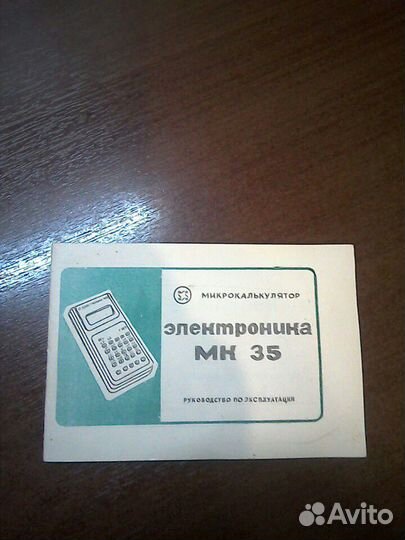 МИКРОКАЛЬКУЛЯТОР
электроника
МК 35
РУКОВОДСТВО ПО ЭКСПЛУАТАЦИИ
Avito